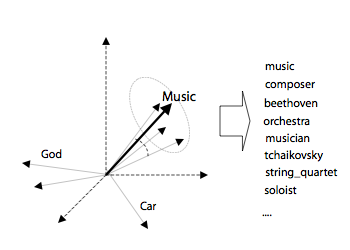 Music
God
Car
music
composer
beethoven
orchestra
musician
tchaikovsky
string_quartet
soloist
....